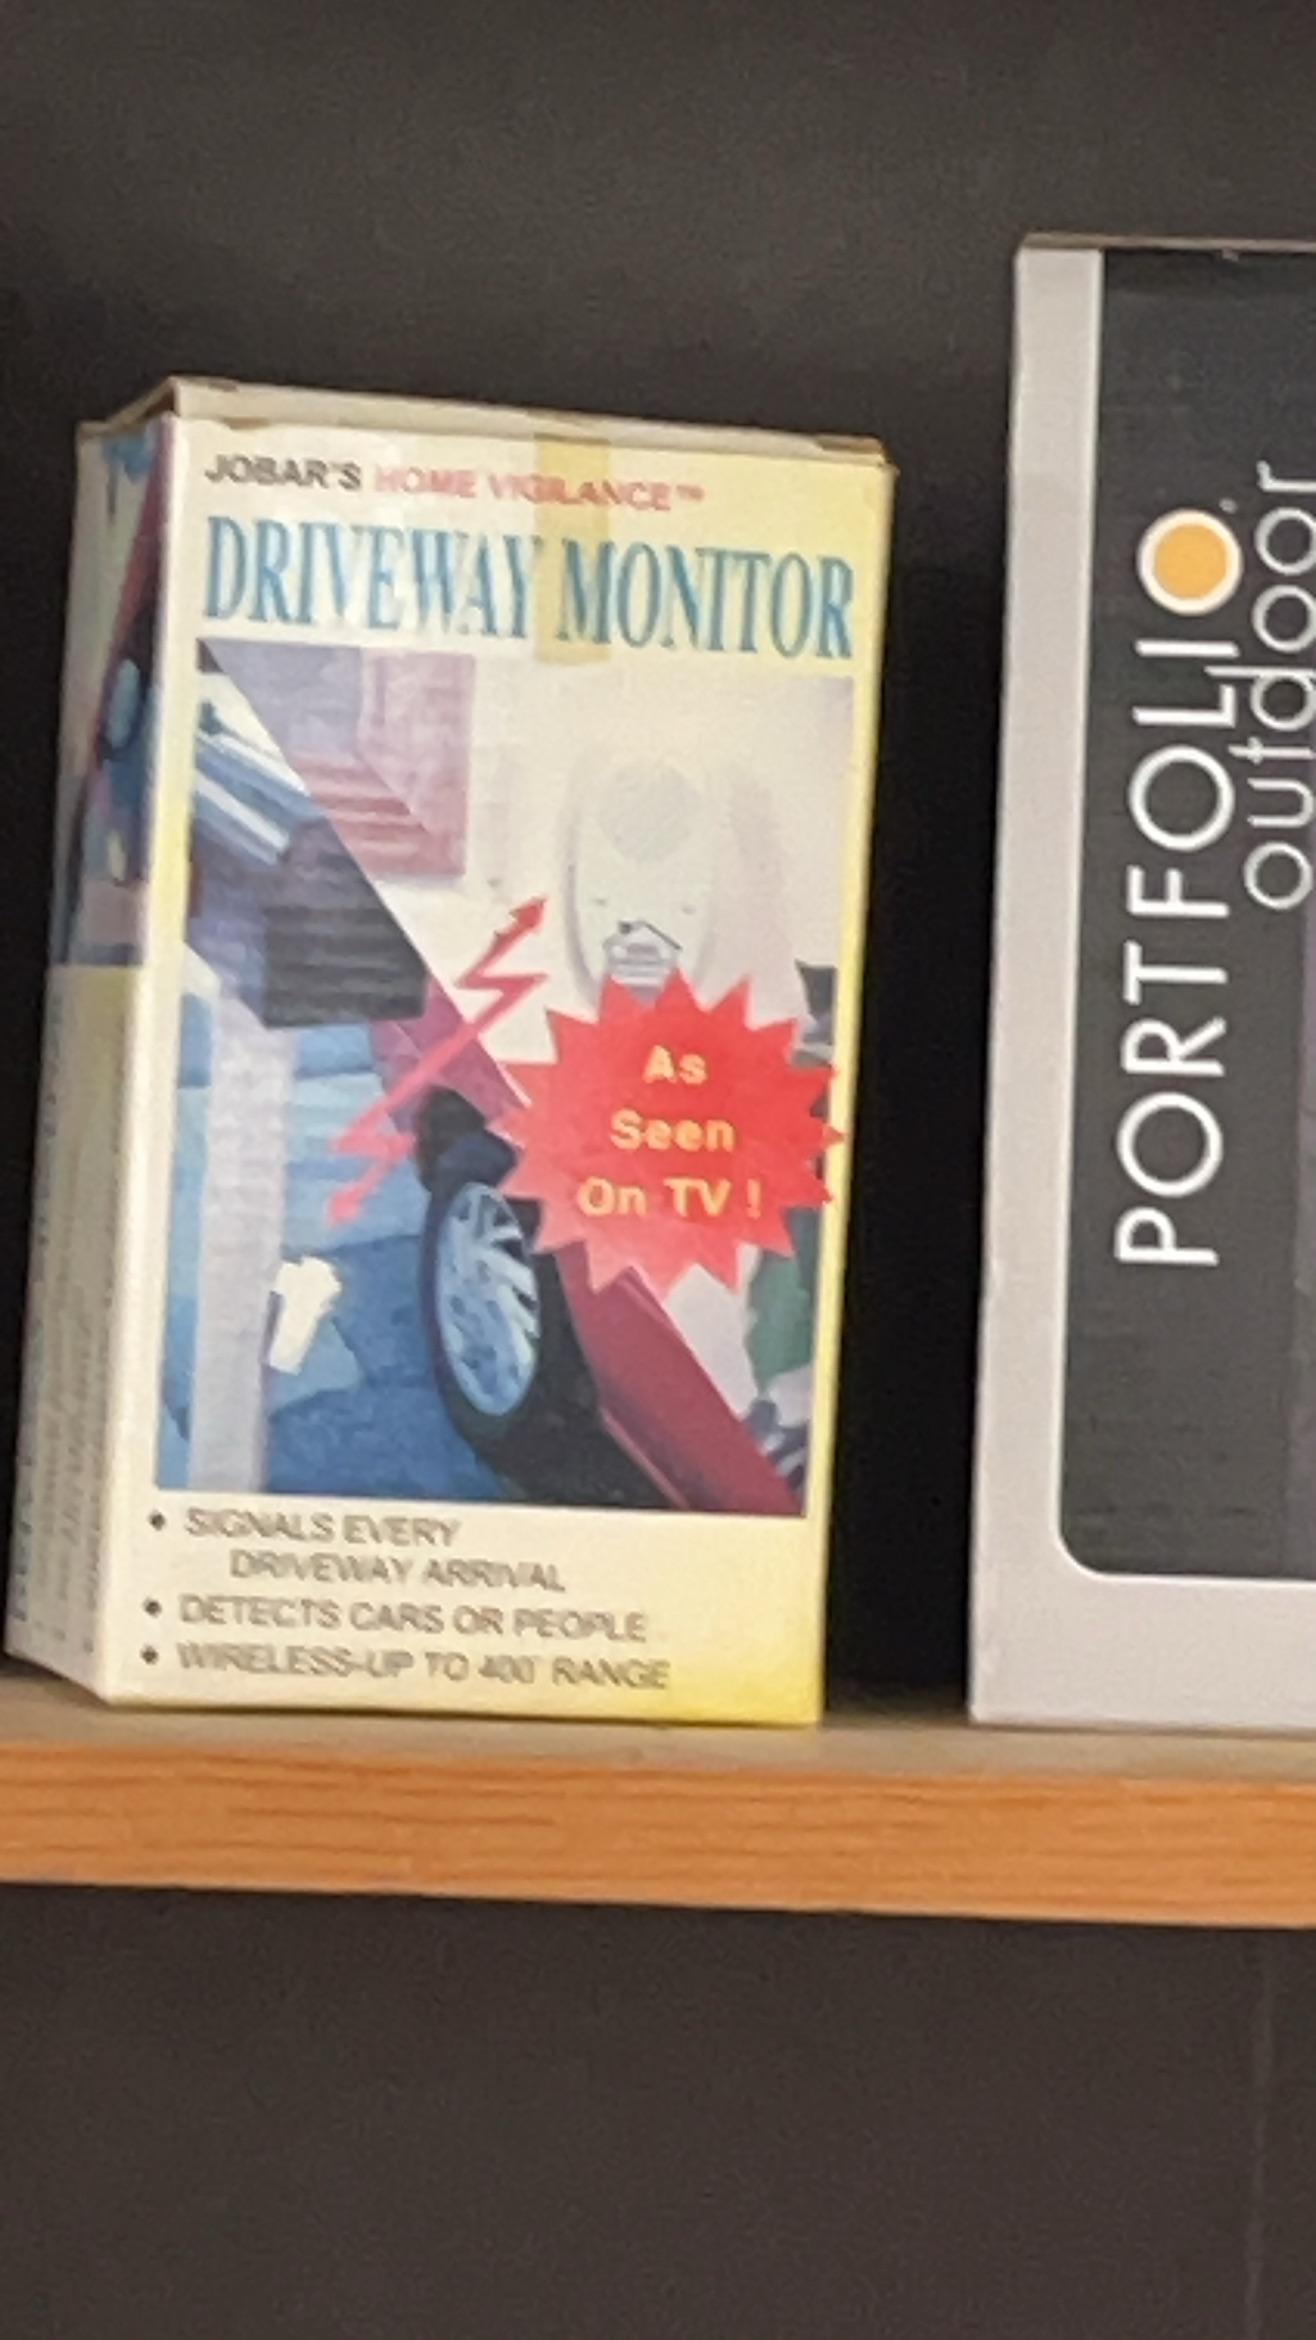 JOBAR'S HOME VIGILANCE™
DRIVEWAY MONITOR
As
Seen
On TV !
• SIGNALS EVERY
DRIVEWAY ARRIVAL
• DETECTS CARS OR PEOPLE
• WIRELESS-UP TO 400' RANGE
PORTFOLIO
outdoor